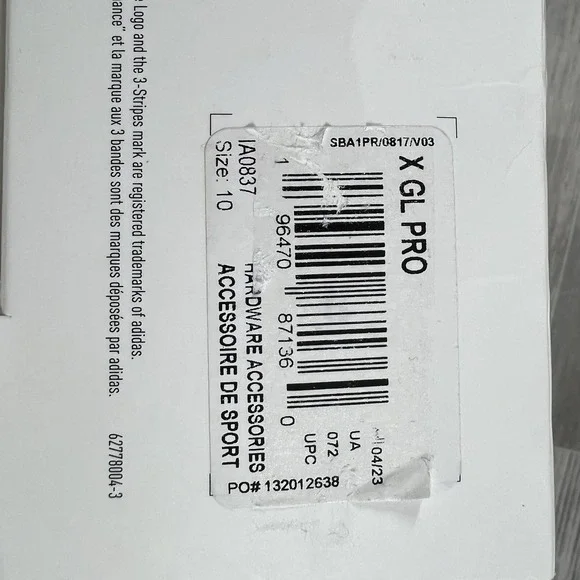 Logo and the 3-Stripes mark are registered trademarks of adidas.
et la marque aux 3 bandes sont des marques déposées par adidas.
62778004-3
SBA1PR/0817/V03
X GL PRO
1 96470 87136 0
IA0837
Size: 10
HARDWARE ACCESSORIES
ACCESSOIRE DE SPORT
04/23
UA
072
UPC
PO# 132012638